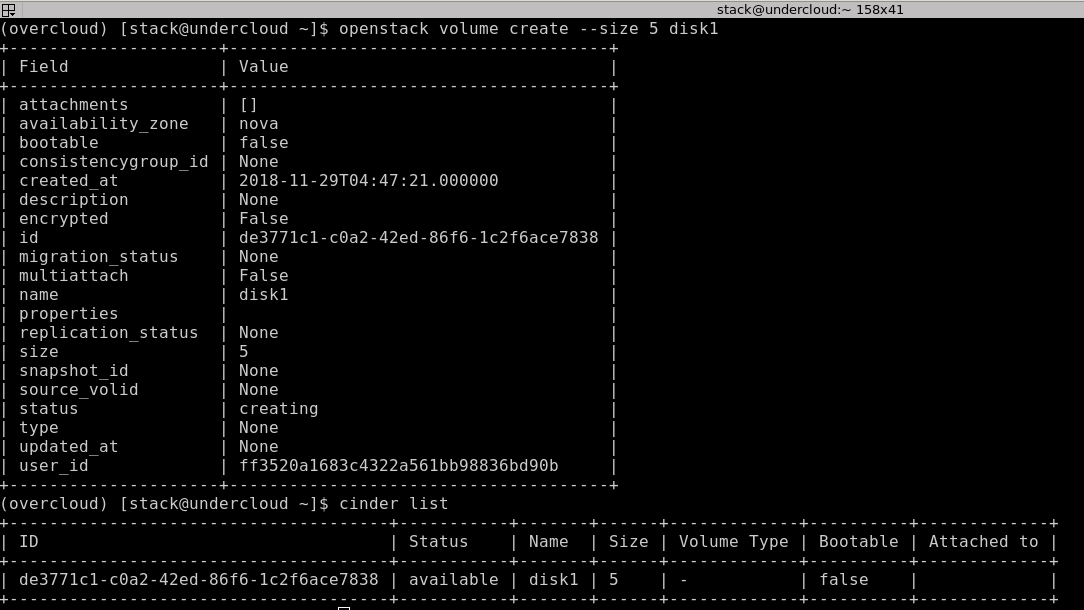 stack@undercloud:~ 158x41
(overcloud) [stack@undercloud ~]$ openstack volume create --size 5 disk1
+---------------------+--------------------------------------+
| Field               | Value                                |
+---------------------+--------------------------------------+
| attachments         | []                                   |
| availability_zone   | nova                                 |
| bootable            | false                                |
| consistencygroup_id | None                                 |
| created_at          | 2018-11-29T04:47:21.000000           |
| description         | None                                 |
| encrypted           | False                                |
| id                  | de3771c1-c0a2-42ed-86f6-1c2f6ace7838 |
| migration_status    | None                                 |
| multiattach         | False                                |
| name                | disk1                                |
| properties          |                                      |
| replication_status  | None                                 |
| size                | 5                                    |
| snapshot_id         | None                                 |
| source_volid        | None                                 |
| status              | creating                             |
| type                | None                                 |
| updated_at          | None                                 |
| user_id             | ff3520a1683c4322a561bb98836bd90b     |
+---------------------+--------------------------------------+
(overcloud) [stack@undercloud ~]$ cinder list
+--------------------------------------+-----------+-------+------+-------------+----------+-------------+
| ID                                   | Status    | Name  | Size | Volume Type | Bootable | Attached to |
+--------------------------------------+-----------+-------+------+-------------+----------+-------------+
| de3771c1-c0a2-42ed-86f6-1c2f6ace7838 | available | disk1 | 5    | -           | false    |             |
+--------------------------------------+-----------+-------+------+-------------+----------+-------------+